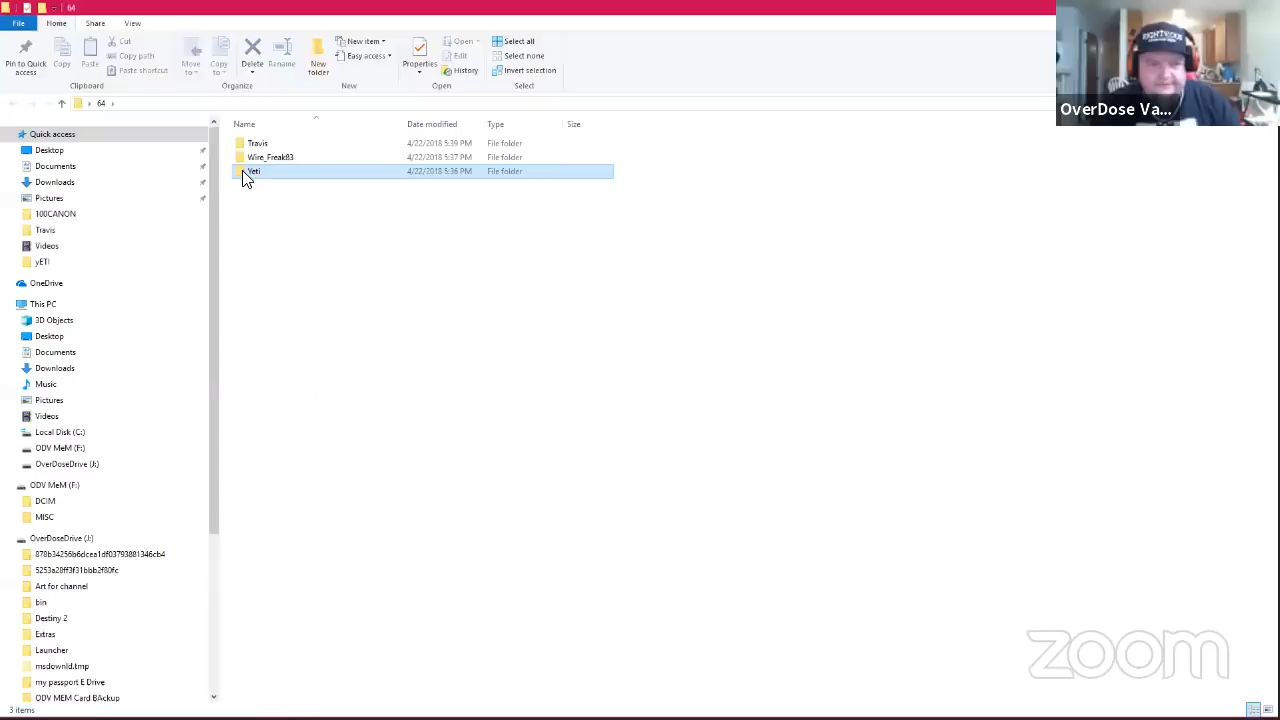 64
File
Home
Share
View
Pin to Quick access
Copy
Paste
Cut
Copy path
Paste shortcut
Clipboard
Move to
Copy to
Delete
Rename
Organize
New folder
New item
Easy access
New
Properties
Open
Edit
History
Open
Select all
Select none
Invert selection
Select
64
Name
Date modified
Type
Size
Travis 4/22/2018 5:39 PM File folder
Wire_Freak83 4/22/2018 5:37 PM File folder
Yeti 4/22/2018 5:36 PM File folder
Quick access
Desktop
Documents
Downloads
Pictures
100CANON
Travis
Videos
yETI
OneDrive
This PC
3D Objects
Desktop
Documents
Downloads
Music
Pictures
Videos
Local Disk (C:)
ODV MeM (F:)
OverDoseDrive (J:)
ODV MeM (F:)
DCIM
MISC
OverDoseDrive (J:)
878b34256b6dcea1df03793881346cb4
5253a28ff3f31bbb2f80fc
Art for channel
bin
Destiny 2
Extras
Launcher
msdownld.tmp
my passport E Drive
ODV MEM Card BAckup
3 items
RIGHTEOUS
OverDose Va...
zoom